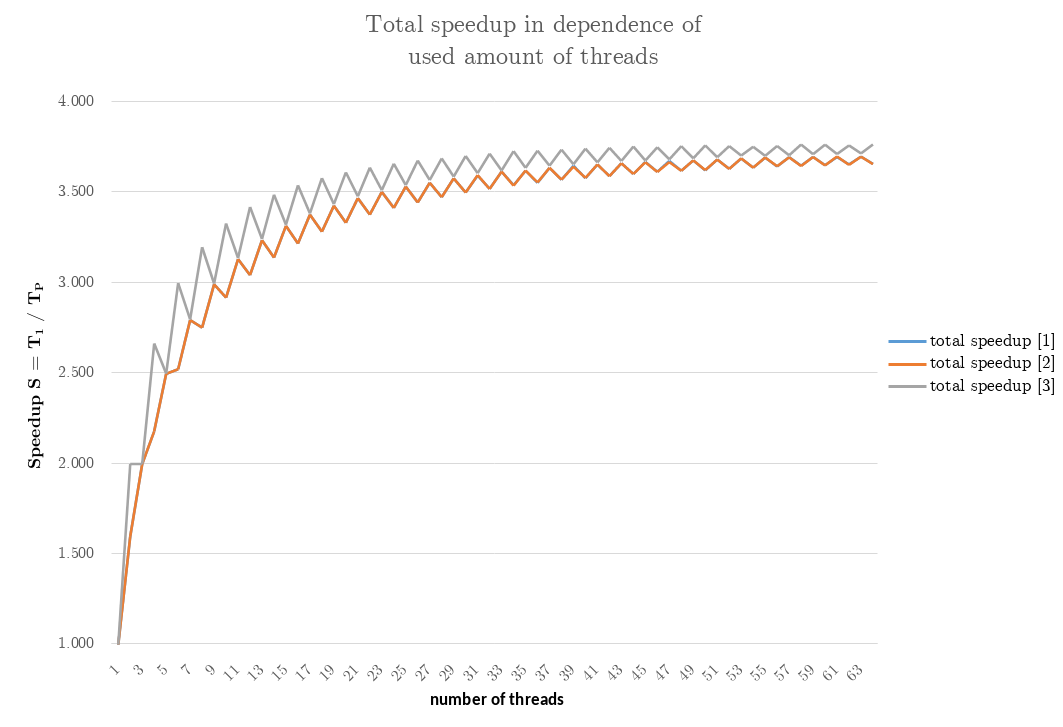 Total speedup in dependence of
used amount of threads
4.000
3.500
3.000
2.500
2.000
1.500
1.000
Speedup S = T₁ / Tₚ
1 3 5 7 9 11 13 15 17 19 21 23 25 27 29 31 33 35 37 39 41 43 45 47 49 51 53 55 57 59 61 63
number of threads
total speedup [1]
total speedup [2]
total speedup [3]